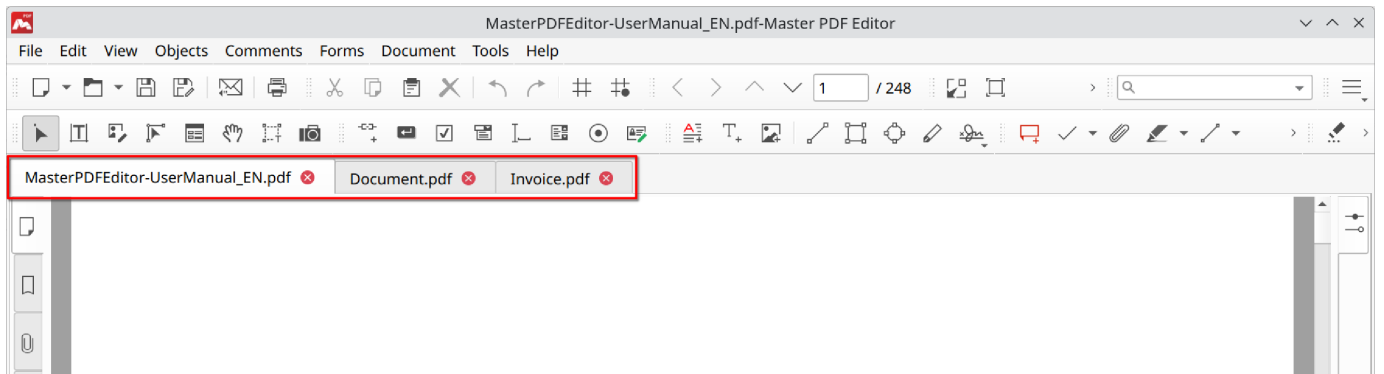 MasterPDFEditor-UserManual_EN.pdf-Master PDF Editor
File Edit View Objects Comments Forms Document Tools Help
1 / 248
MasterPDFEditor-UserManual_EN.pdf Document.pdf Invoice.pdf